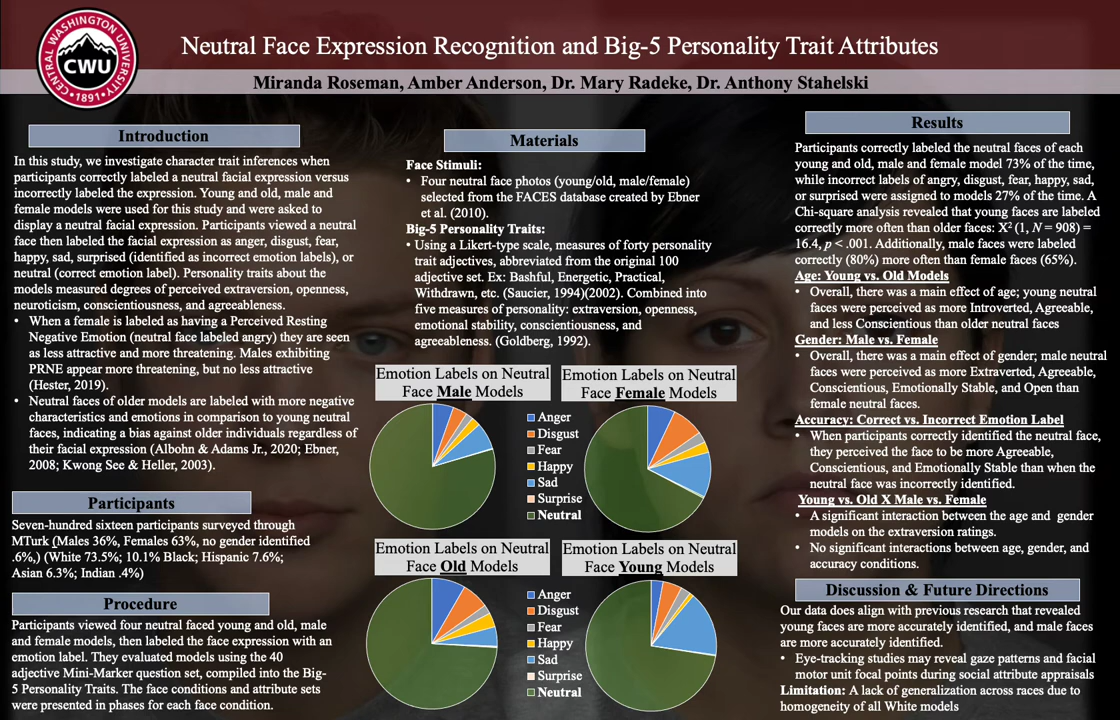 CENTRAL WASHINGTON UNIVERSITY
CWU
•1891•
Neutral Face Expression Recognition and Big-5 Personality Trait Attributes
Miranda Roseman, Amber Anderson, Dr. Mary Radeke, Dr. Anthony Stahelski
Introduction
In this study, we investigate character trait inferences when
participants correctly labeled a neutral facial expression versus
incorrectly labeled the expression. Young and old, male and
female models were used for this study and were asked to
display a neutral facial expression. Participants viewed a neutral
face then labeled the facial expression as anger, disgust, fear,
happy, sad, surprised (identified as incorrect emotion labels), or
neutral (correct emotion label). Personality traits about the
models measured degrees of perceived extraversion, openness,
neuroticism, conscientiousness, and agreeableness.
• When a female is labeled as having a Perceived Resting
Negative Emotion (neutral face labeled angry) they are seen
as less attractive and more threatening. Males exhibiting
PRNE appear more threatening, but no less attractive
(Hester, 2019).
• Neutral faces of older models are labeled with more negative
characteristics and emotions in comparison to young neutral
faces, indicating a bias against older individuals regardless of
their facial expression (Albohn & Adams Jr., 2020; Ebner,
2008; Kwong See & Heller, 2003).
Participants
Seven-hundred sixteen participants surveyed through
MTurk (Males 36%, Females 63%, no gender identified
.6%,) (White 73.5%; 10.1% Black; Hispanic 7.6%;
Asian 6.3%; Indian .4%)
Procedure
Participants viewed four neutral faced young and old, male
and female models, then labeled the face expression with an
emotion label. They evaluated models using the 40
adjective Mini-Marker question set, compiled into the Big-
5 Personality Traits. The face conditions and attribute sets
were presented in phases for each face condition.
Materials
Face Stimuli:
• Four neutral face photos (young/old, male/female)
selected from the FACES database created by Ebner
et al. (2010).
Big-5 Personality Traits:
• Using a Likert-type scale, measures of forty personality
trait adjectives, abbreviated from the original 100
adjective set. Ex: Bashful, Energetic, Practical,
Withdrawn, etc. (Saucier, 1994)(2002). Combined into
five measures of personality: extraversion, openness,
emotional stability, conscientiousness, and
agreeableness. (Goldberg, 1992).
Emotion Labels on Neutral
Face Male Models
Emotion Labels on Neutral
Face Female Models
Anger
Disgust
Fear
Happy
Sad
Surprise
Neutral
Emotion Labels on Neutral
Face Old Models
Emotion Labels on Neutral
Face Young Models
Anger
Disgust
Fear
Happy
Sad
Surprise
Neutral
Results
Participants correctly labeled the neutral faces of each
young and old, male and female model 73% of the time,
while incorrect labels of angry, disgust, fear, happy, sad,
or surprised were assigned to models 27% of the time. A
Chi-square analysis revealed that young faces are labeled
correctly more often than older faces: X² (1, N = 908) =
16.4, p < .001. Additionally, male faces were labeled
correctly (80%) more often than female faces (65%).
Age: Young vs. Old Models
• Overall, there was a main effect of age; young neutral
faces were perceived as more Introverted, Agreeable,
and less Conscientious than older neutral faces
Gender: Male vs. Female
• Overall, there was a main effect of gender; male neutral
faces were perceived as more Extraverted, Agreeable,
Conscientious, Emotionally Stable, and Open than
female neutral faces.
Accuracy: Correct vs. Incorrect Emotion Label
• When participants correctly identified the neutral face,
they perceived the face to be more Agreeable,
Conscientious, and Emotionally Stable than when the
neutral face was incorrectly identified.
Young vs. Old X Male vs. Female
• A significant interaction between the age and gender
models on the extraversion ratings.
• No significant interactions between age, gender, and
accuracy conditions.
Discussion & Future Directions
Our data does align with previous research that revealed
young faces are more accurately identified, and male faces
are more accurately identified.
• Eye-tracking studies may reveal gaze patterns and facial
motor unit focal points during social attribute appraisals
Limitation: A lack of generalization across races due to
homogeneity of all White models